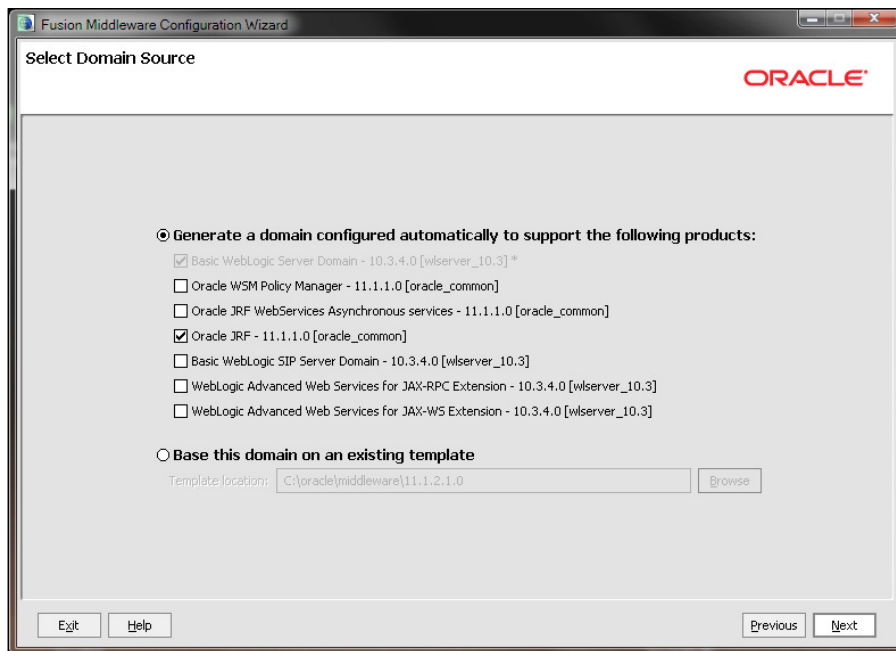 Fusion Middleware Configuration Wizard
Select Domain Source
ORACLE
Generate a domain configured automatically to support the following products:
Basic WebLogic Server Domain - 10.3.4.0 [wlserver_10.3] *
Oracle WSM Policy Manager - 11.1.1.0 [oracle_common]
Oracle JRF WebServices Asynchronous services - 11.1.1.0 [oracle_common]
Oracle JRF - 11.1.1.0 [oracle_common]
Basic WebLogic SIP Server Domain - 10.3.4.0 [wlserver_10.3]
WebLogic Advanced Web Services for JAX-RPC Extension - 10.3.4.0 [wlserver_10.3]
WebLogic Advanced Web Services for JAX-WS Extension - 10.3.4.0 [wlserver_10.3]
Base this domain on an existing template
Template location: C:\oracle\middleware\11.1.2.1.0 Browse
Exit Help Previous Next